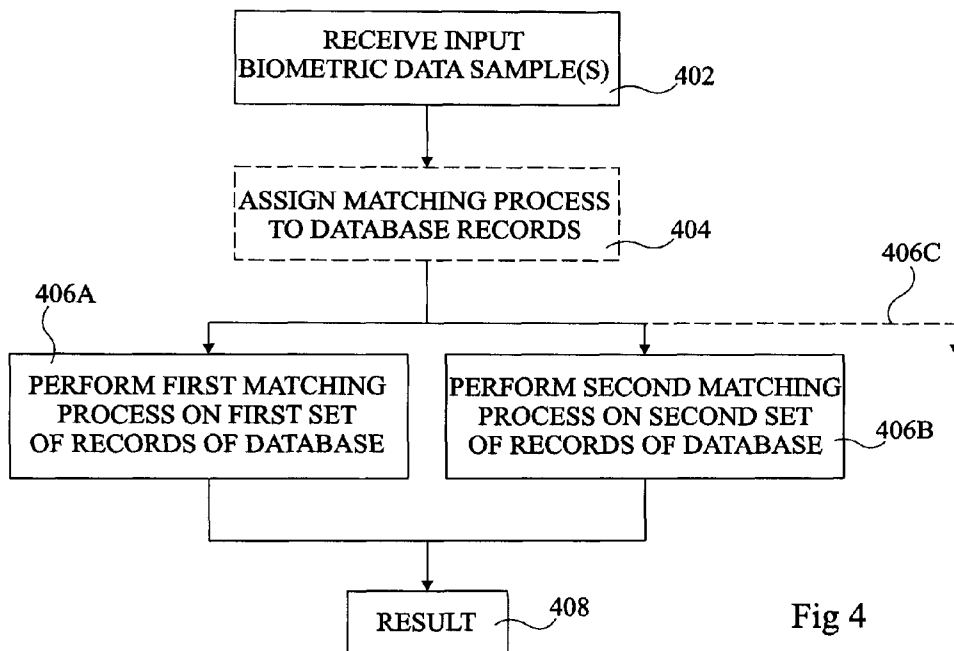 RECEIVE INPUT
BIOMETRIC DATA SAMPLE(S)
402
ASSIGN MATCHING PROCESS
TO DATABASE RECORDS
404
406C
406A
PERFORM FIRST MATCHING
PROCESS ON FIRST SET
OF RECORDS OF DATABASE
PERFORM SECOND MATCHING
PROCESS ON SECOND SET
OF RECORDS OF DATABASE
406B
RESULT
408
Fig 4